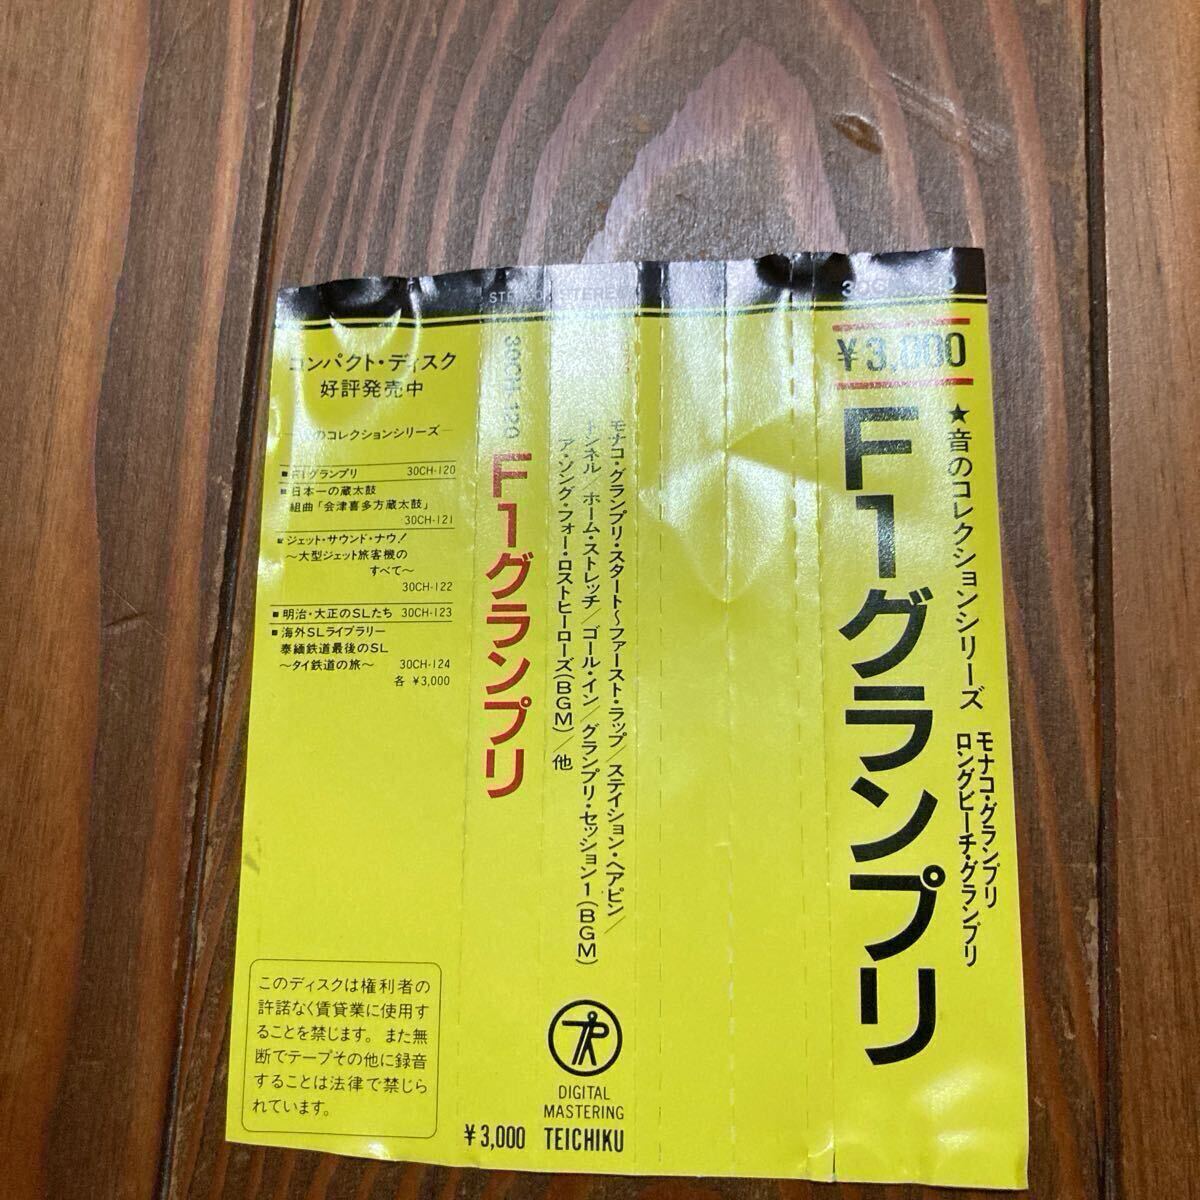 コンパクト・ディスク
好評発売中
のコレクションシリーズ
■F1グランプリ 30CH-120
■日本一の蔵太鼓
組曲「会津喜多方蔵太鼓」
30CH-121
■ジェット・サウンド・ナウ!
〜大型ジェット旅客機の
すべて〜
30CH-122
■明治・大正のSLたち 30CH-123
■海外SLライブラリー
泰緬鉄道最後のSL
〜タイ鉄道の旅〜 30CH-124
各 ¥3,000
このディスクは権利者の
許諾なく賃貸業に使用す
ることを禁じます。また無
断でテープその他に録音
することは法律で禁じら
れています。
30CH-120
F1グランプリ
¥3,000
STEREO
モナコ・グランプリ・スタート〜ファースト・ラップ/ステイション・ヘアピン/
トンネル/ホーム・ストレッチ/ゴール・イン/グランプリ・セッション1(BGM)
ア・ソング・フォー・ロストヒーローズ(BGM)/他
DIGITAL
MASTERING
TEICHIKU
¥3,000
★音のコレクションシリーズ
モナコ・グランプリ
ロングビーチ・グランプリ
F1グランプリ